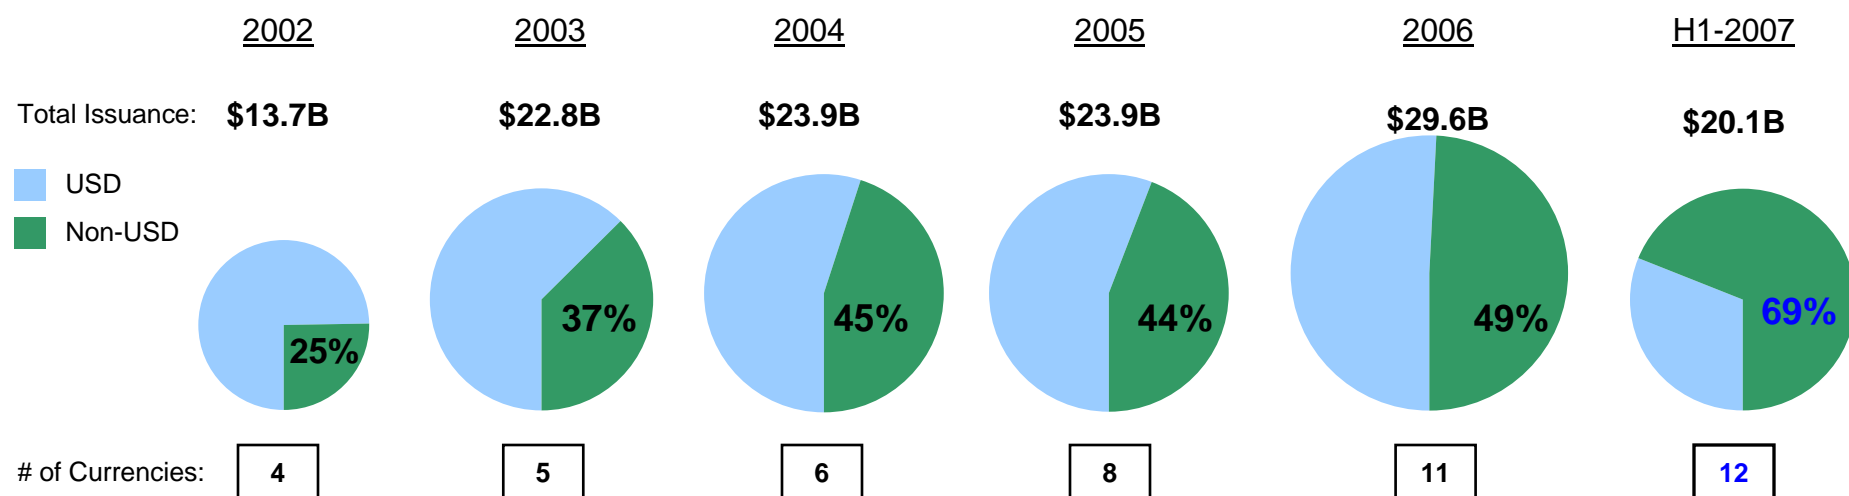 2002 2003 2004 2005 2006 H1-2007
Total Issuance: $13.7B $22.8B $23.9B $23.9B $29.6B $20.1B
USD
Non-USD
25% 37% 45% 44% 49% 69%
# of Currencies: 4 5 6 8 11 12